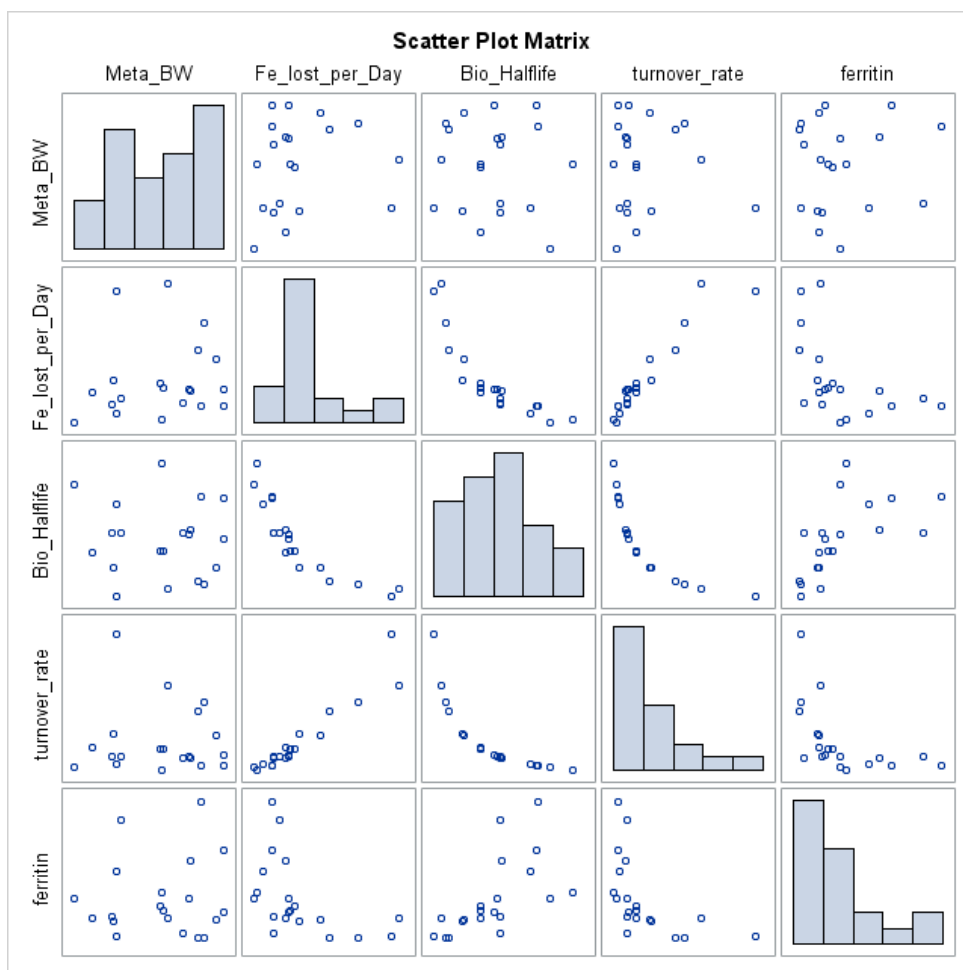 Scatter Plot Matrix
Meta_BW Fe_lost_per_Day Bio_Halflife turnover_rate ferritin
Meta_BW
Fe_lost_per_Day
Bio_Halflife
turnover_rate
ferritin